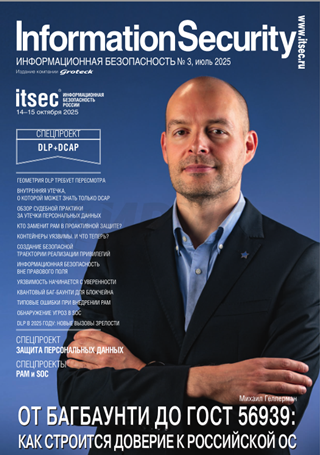 InformationSecurity
www.itsec.ru
ИНФОРМАЦИОННАЯ БЕЗОПАСНОСТЬ № 3, июль 2025
Издание компании Groteck
itsec ИНФОРМАЦИОННАЯ
БЕЗОПАСНОСТЬ
РОССИИ
14–15 октября 2025
СПЕЦПРОЕКТ
DLP+DCAP
ГЕОМЕТРИЯ DLP ТРЕБУЕТ ПЕРЕСМОТРА
ВНУТРЕННЯЯ УТЕЧКА,
О КОТОРОЙ МОЖЕТ ЗНАТЬ ТОЛЬКО DCAP
ОБЗОР СУДЕБНОЙ ПРАКТИКИ
ЗА УТЕЧКИ ПЕРСОНАЛЬНЫХ ДАННЫХ
КТО ЗАМЕНИТ PAM В ПРОАКТИВНОЙ ЗАЩИТЕ?
КОНТЕЙНЕРЫ УЯЗВИМЫ. И ЧТО ТЕПЕРЬ?
СОЗДАНИЕ БЕЗОПАСНОЙ
ТРАЕКТОРИИ РЕАЛИЗАЦИИ ПРИВИЛЕГИЙ
ИНФОРМАЦИОННАЯ БЕЗОПАСНОСТЬ
ВНЕ ПРАВОВОГО ПОЛЯ
УЯЗВИМОСТЬ НАЧИНАЕТСЯ С УВЕРЕННОСТИ
КВАНТОВЫЙ БАГ-БАУНТИ ДЛЯ БЛОКЧЕЙНА
ТИПОВЫЕ ОШИБКИ ПРИ ВНЕДРЕНИИ PAM
ОБНАРУЖЕНИЕ УГРОЗ В SOC
DLP В 2025 ГОДУ: НОВЫЕ ВЫЗОВЫ ЗРЕЛОСТИ
СПЕЦПРОЕКТ
ЗАЩИТА ПЕРСОНАЛЬНЫХ ДАННЫХ
СПЕЦПРОЕКТЫ
PAM и SOC
Михаил Геллерман
ОТ БАГБАУНТИ ДО ГОСТ 56939:
КАК СТРОИТСЯ ДОВЕРИЕ К РОССИЙСКОЙ ОС